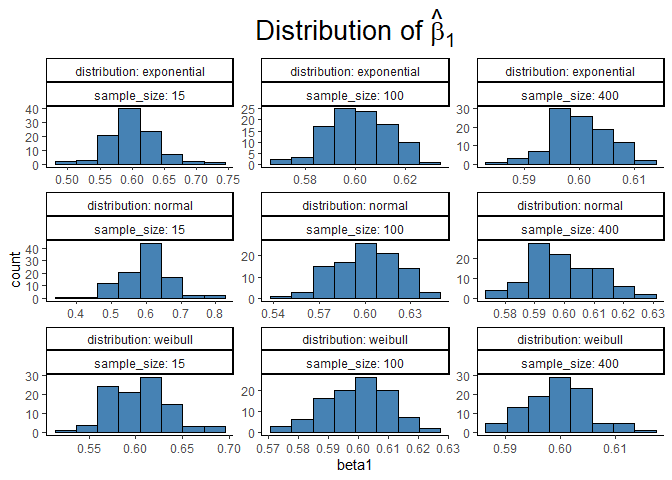 Distribution of β̂₁
distribution: exponential
sample_size: 15
40
30
20
10
0
0.50 0.55 0.60 0.65 0.70 0.75
distribution: exponential
sample_size: 100
25
20
15
10
5
0
0.58 0.60 0.62
distribution: exponential
sample_size: 400
30
20
10
0
0.59 0.60 0.61
count
distribution: normal
sample_size: 15
40
30
20
10
0
0.4 0.5 0.6 0.7 0.8
distribution: normal
sample_size: 100
20
10
0
0.54 0.57 0.60 0.63
distribution: normal
sample_size: 400
20
10
0
0.58 0.59 0.60 0.61 0.62 0.63
distribution: weibull
sample_size: 15
30
20
10
0
0.55 0.60 0.65 0.70
distribution: weibull
sample_size: 100
20
10
0
0.57 0.58 0.59 0.60 0.61 0.62 0.63
distribution: weibull
sample_size: 400
30
20
10
0
0.59 0.60 0.61
beta1